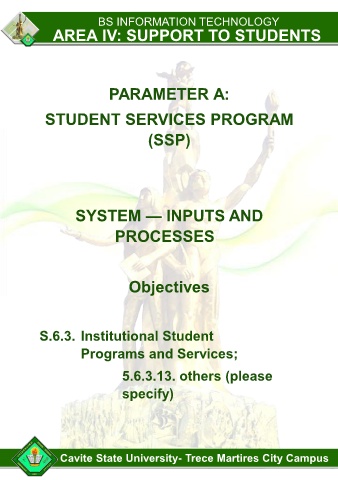 BS INFORMATION TECHNOLOGY
AREA IV: SUPPORT TO STUDENTS
PARAMETER A:
STUDENT SERVICES PROGRAM
(SSP)
SYSTEM — INPUTS AND
PROCESSES
Objectives
S.6.3. Institutional Student
Programs and Services;
5.6.3.13. others (please
specify)
Cavite State University- Trece Martires City Campus